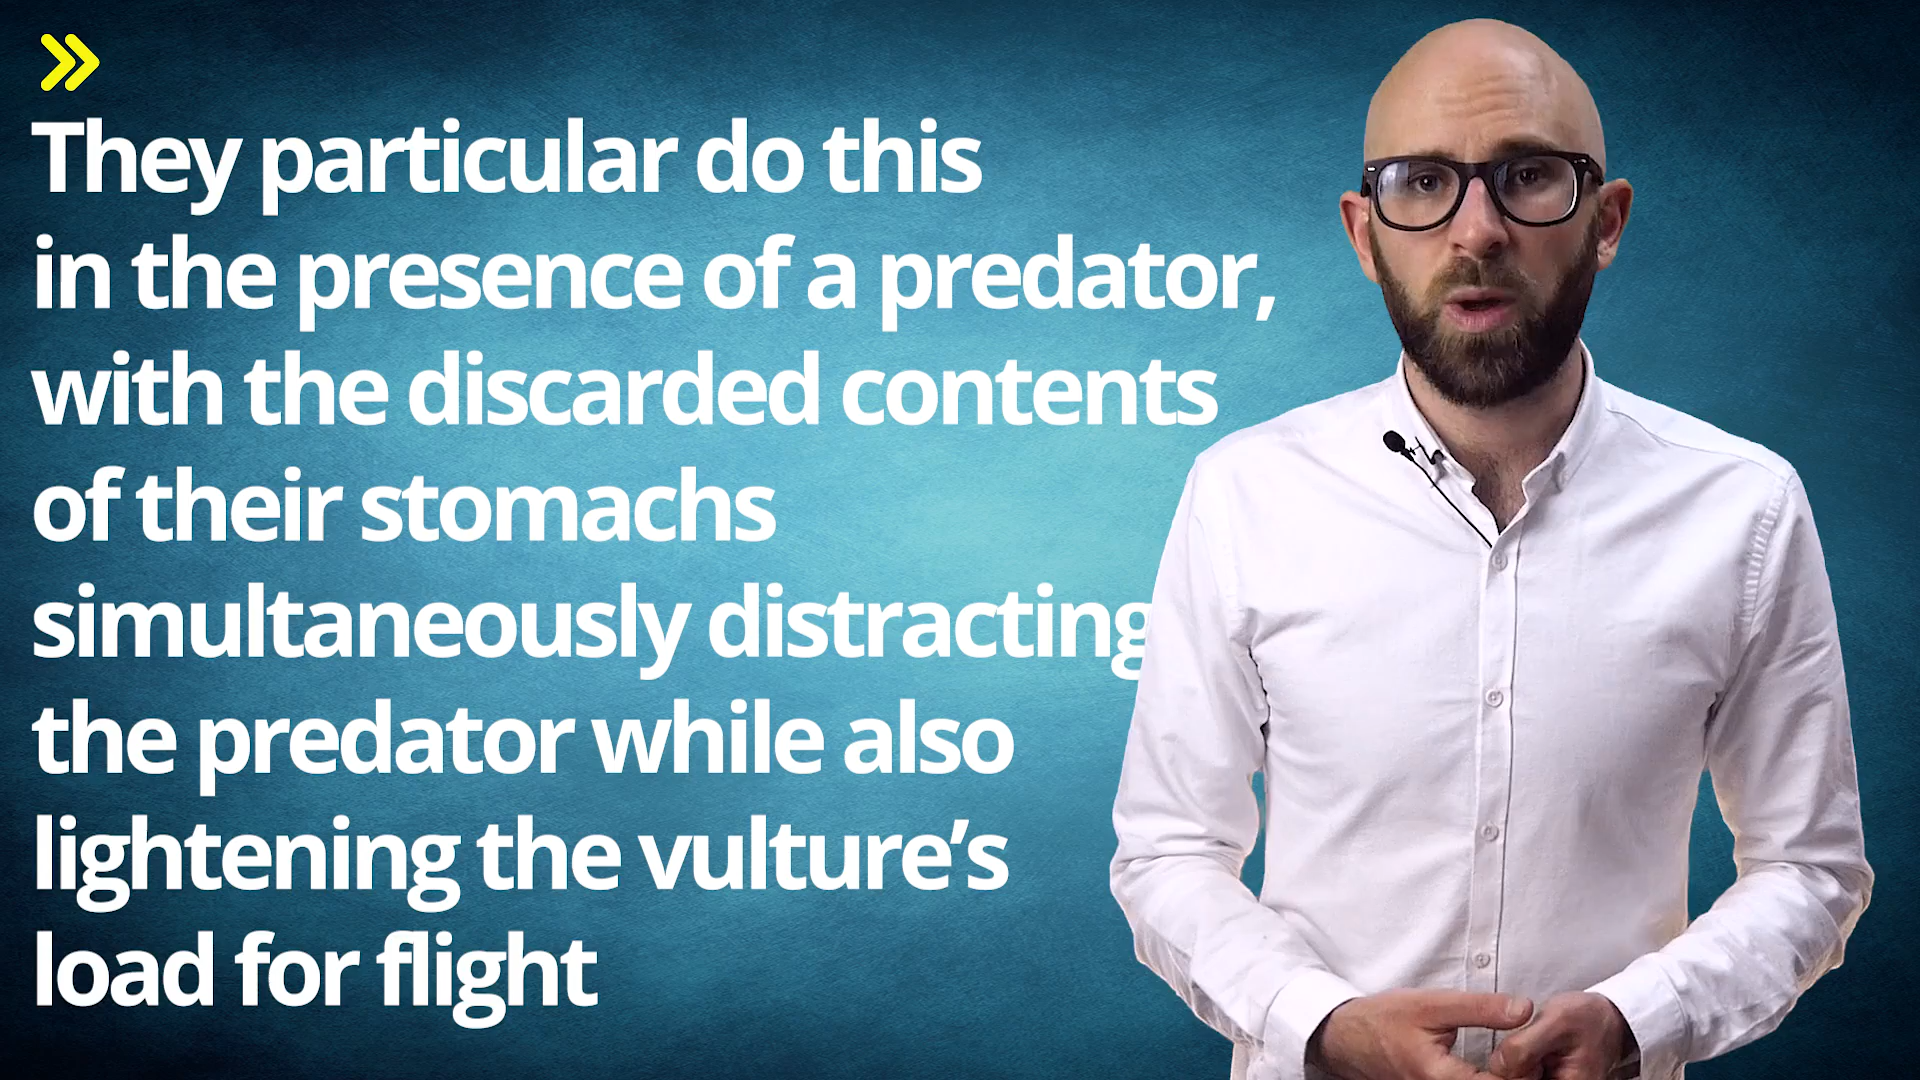 They particular do this
in the presence of a predator,
with the discarded contents
of their stomachs
simultaneously distracting
the predator while also
lightening the vulture’s
load for flight